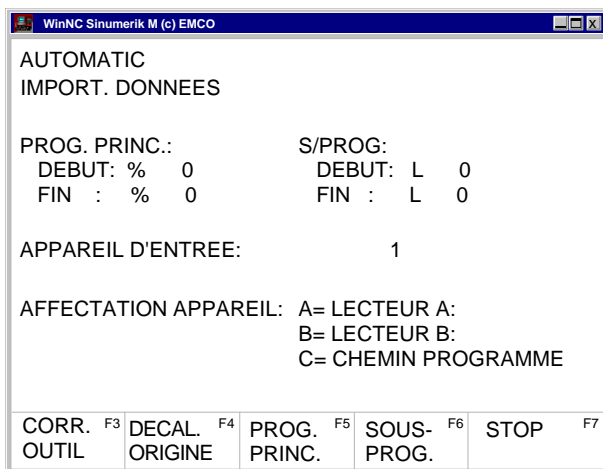 WinNC Sinumerik M (c) EMCO
AUTOMATIC
IMPORT. DONNEES
PROG. PRINC.: S/PROG:
DEBUT: % 0 DEBUT: L 0
FIN : % 0 FIN : L 0
APPAREIL D'ENTREE: 1
AFFECTATION APPAREIL: A= LECTEUR A:
B= LECTEUR B:
C= CHEMIN PROGRAMME
CORR. F3 DECAL. F4 PROG. F5 SOUS- F6 STOP F7
OUTIL ORIGINE PRINC. PROG.